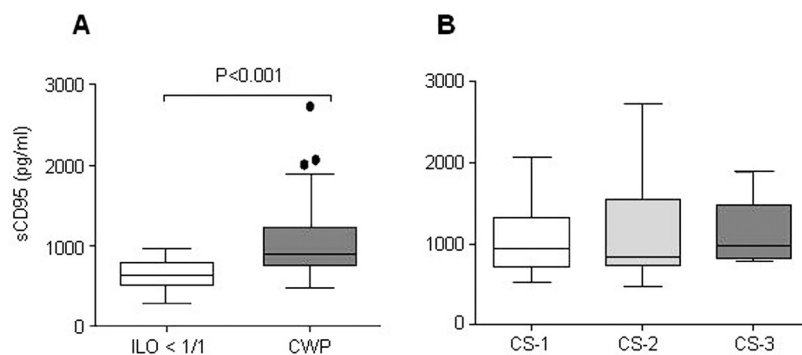 A
P<0.001
3000
2000
1000
0
sCD95 (pg/ml)
ILO < 1/1
CWP
B
3000
2000
1000
0
CS-1
CS-2
CS-3